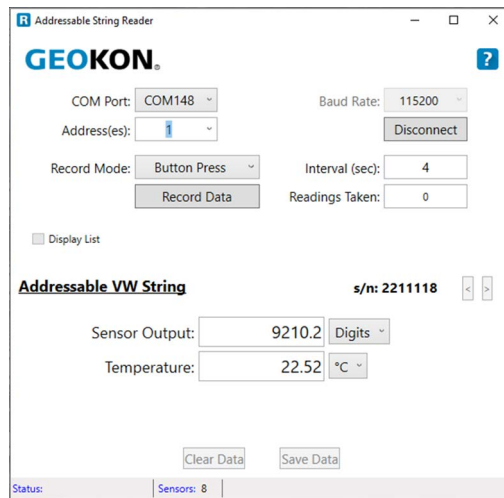 R Addressable String Reader
GEOKON®
?
COM Port: COM148 Baud Rate: 115200
Address(es): 1 Disconnect
Record Mode: Button Press Interval (sec): 4
Record Data Readings Taken: 0
Display List
Addressable VW String s/n: 2211118 < >
Sensor Output: 9210.2 Digits
Temperature: 22.52 °C
Clear Data Save Data
Status: Sensors: 8